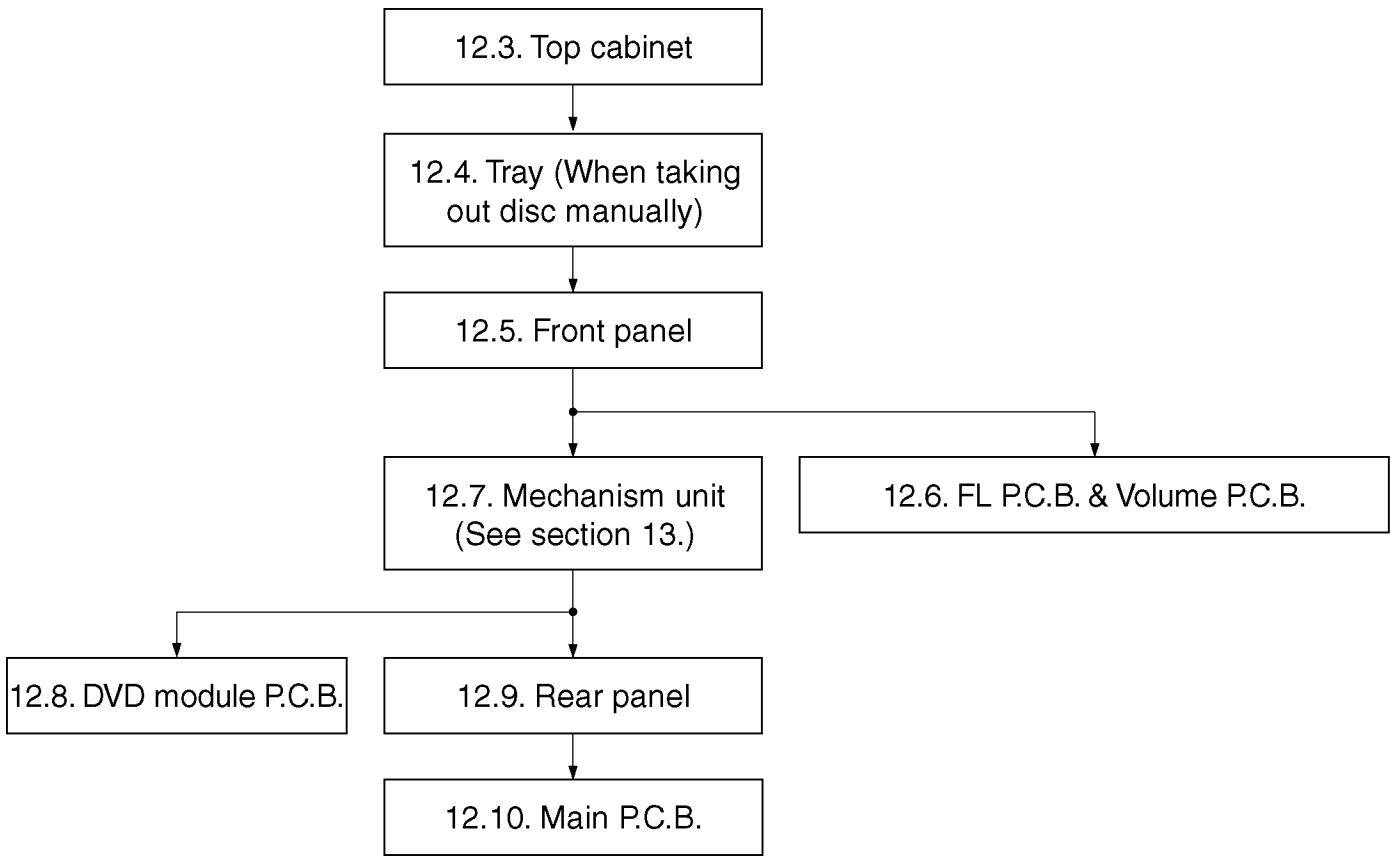 12.3. Top cabinet
12.4. Tray (When taking
out disc manually)
12.5. Front panel
12.7. Mechanism unit
(See section 13.)
12.6. FL P.C.B. & Volume P.C.B.
12.8. DVD module P.C.B.
12.9. Rear panel
12.10. Main P.C.B.